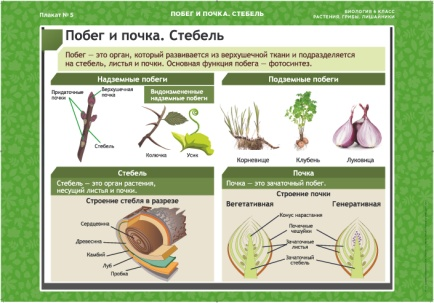 Плакат № 5
ПОБЕГ И ПОЧКА. СТЕБЕЛЬ
БИОЛОГИЯ 6 КЛАСС
РАСТЕНИЯ, ГРИБЫ, ЛИШАЙНИКИ
Побег и почка. Стебель
Побег — это орган, который развивается из верхушечной ткани и подразделяется
на стебель, листья и почки. Основная функция побега — фотосинтез.
Надземные побеги
Придаточные
почки
Верхушечная
почка
Стебель
Видоизмененные
надземные побеги
Колючка
Усик
Подземные побеги
Корневище
Клубень
Луковица
Стебель
Стебель — это орган растения,
несущий листья и почки.
Строение стебля в разрезе
Сердцевина
Древесина
Камбий
Луб
Пробка
Почка
Почка — это зачаточный побег.
Строение почки
Вегетативная
Генеративная
Конус нарастания
Почечные
чешуйки
Зачаточные
листья
Зачаточный
стебель